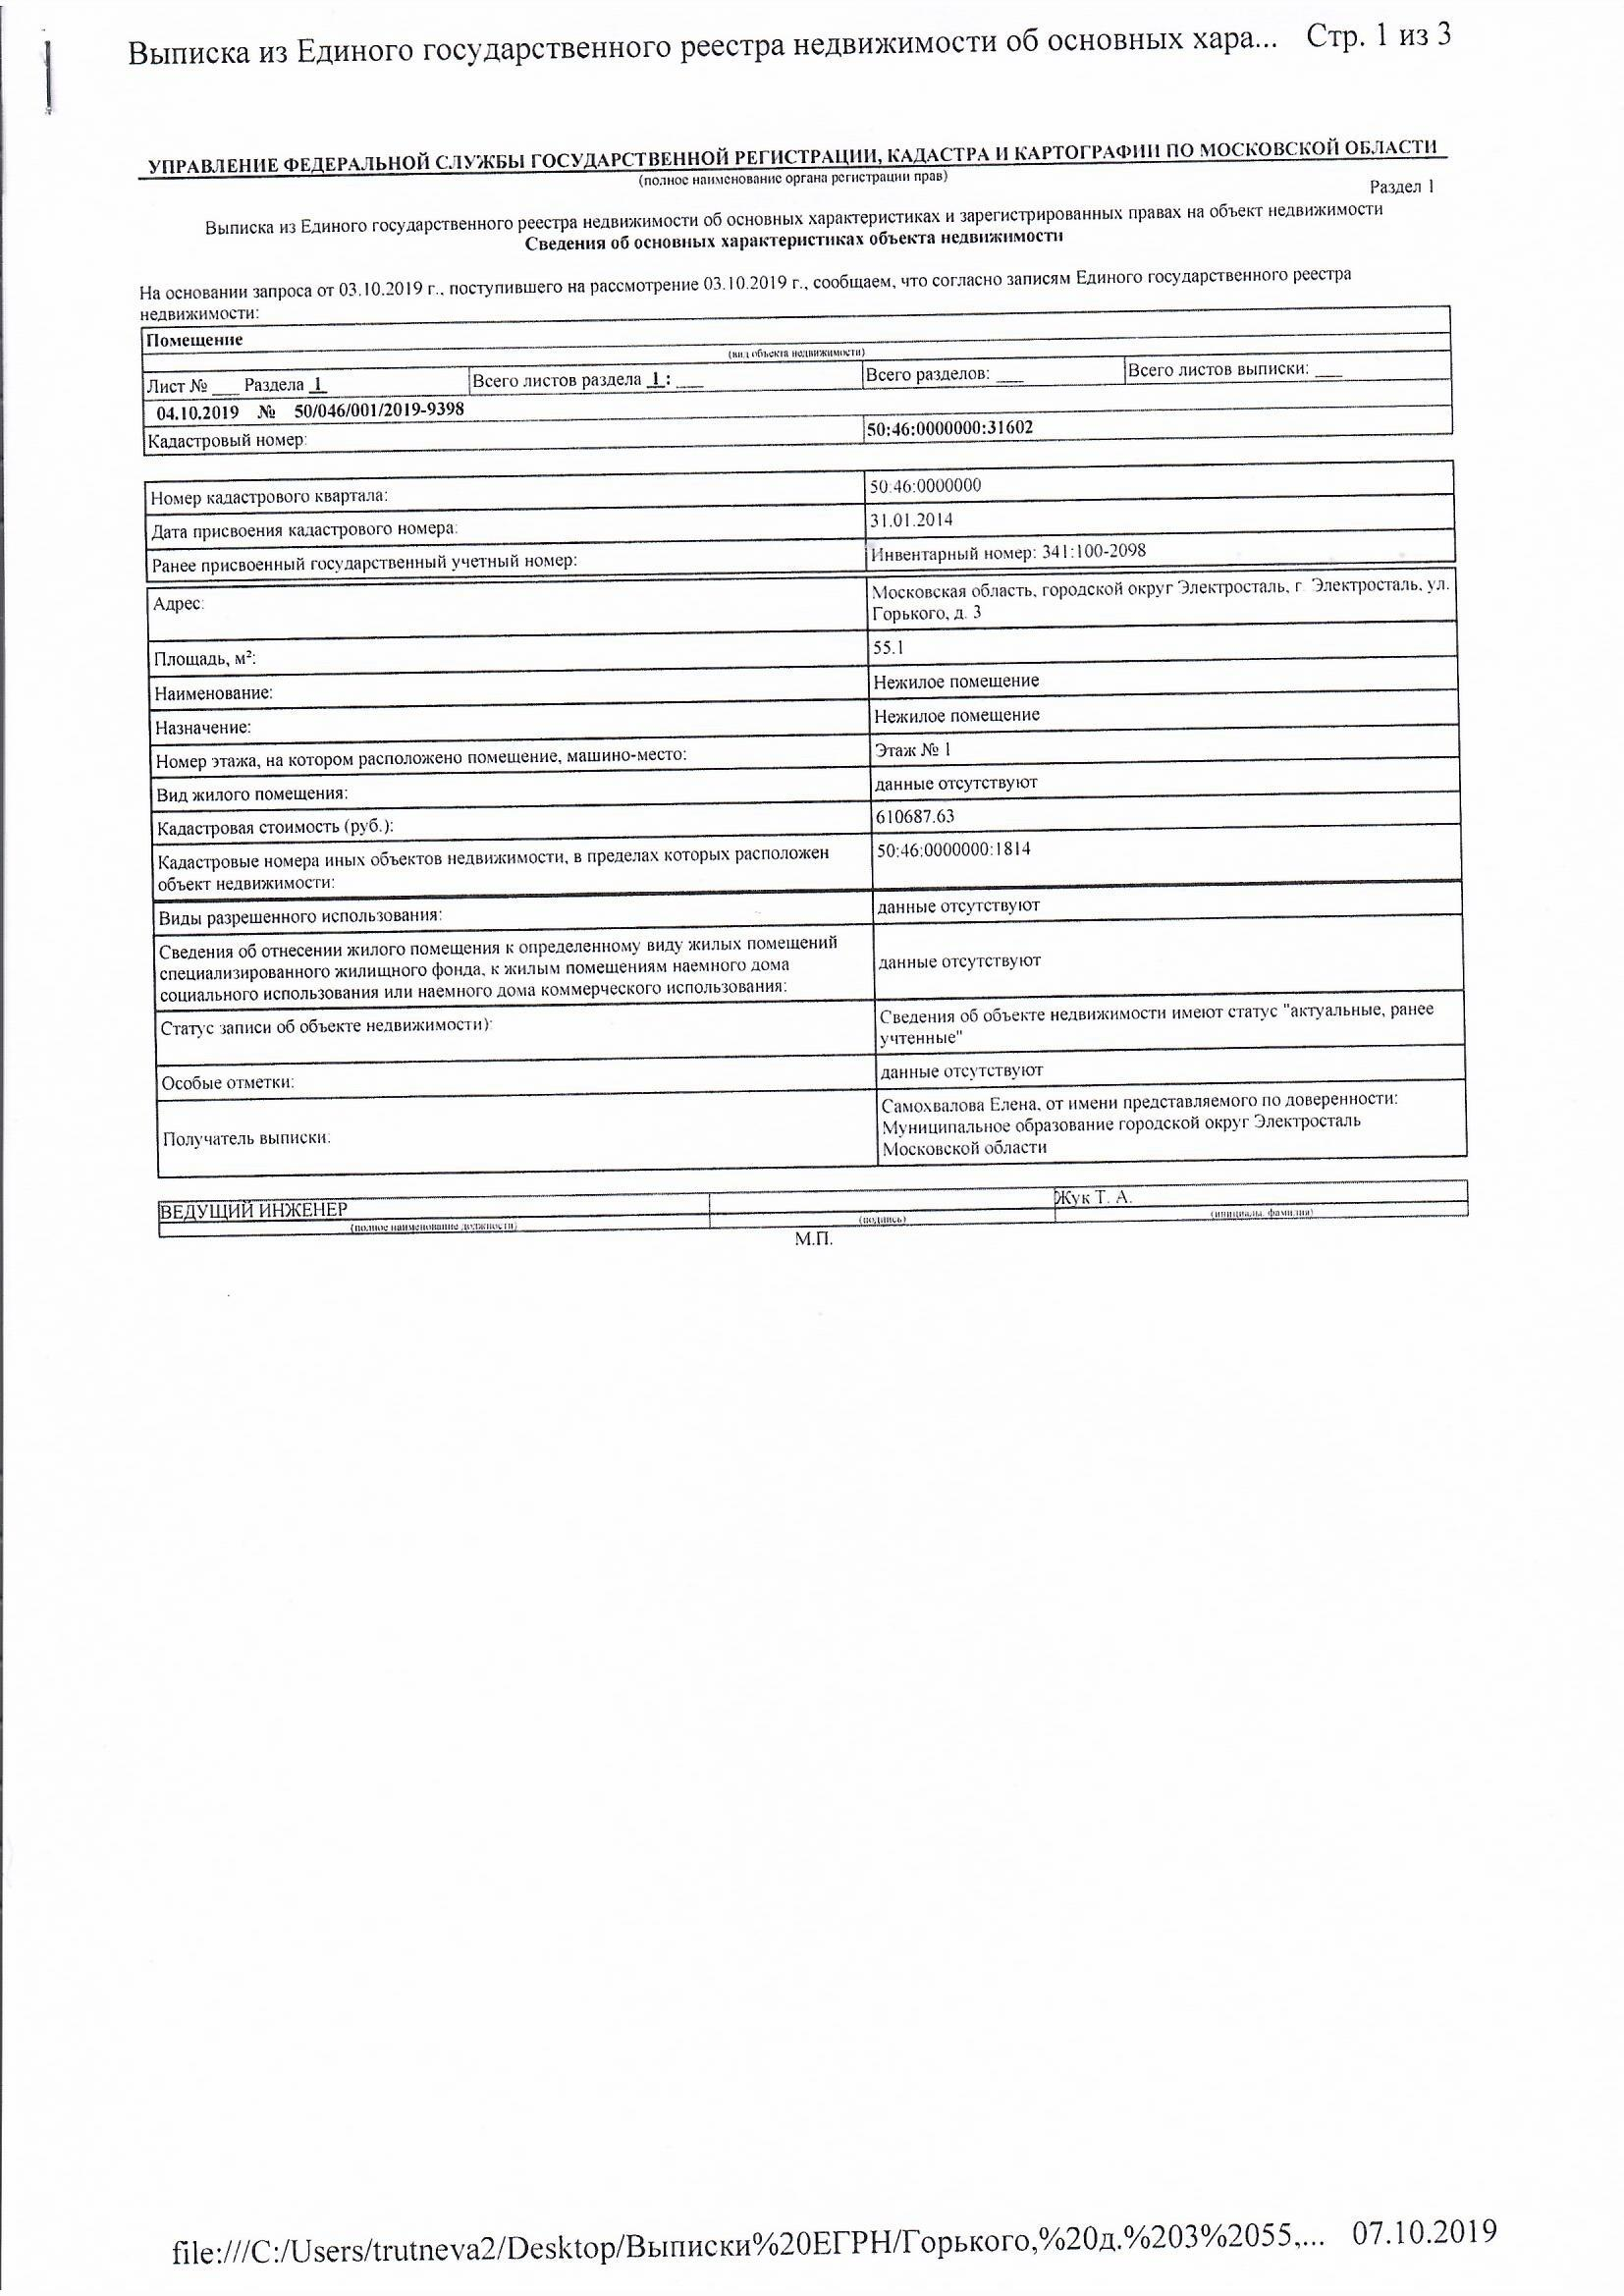 Выписка из Единого государственного реестра недвижимости об основных хара... Стр. 1 из 3
УПРАВЛЕНИЕ ФЕДЕРАЛЬНОЙ СЛУЖБЫ ГОСУДАРСТВЕННОЙ РЕГИСТРАЦИИ, КАДАСТРА И КАРТОГРАФИИ ПО МОСКОВСКОЙ ОБЛАСТИ
(полное наименование органа регистрации прав)
Раздел 1
Выписка из Единого государственного реестра недвижимости об основных характеристиках и зарегистрированных правах на объект недвижимости
Сведения об основных характеристиках объекта недвижимости
На основании запроса от 03.10.2019 г., поступившего на рассмотрение 03.10.2019 г., сообщаем, что согласно записям Единого государственного реестра
недвижимости:
Помещение
(вид объекта недвижимости)
Лист № ___ Раздела 1 Всего листов раздела 1 : ___ Всего разделов: ___ Всего листов выписки: ___
04.10.2019 № 50/046/001/2019-9398
Кадастровый номер: 50:46:0000000:31602
Номер кадастрового квартала: 50:46:0000000
Дата присвоения кадастрового номера: 31.01.2014
Ранее присвоенный государственный учетный номер: Инвентарный номер: 341:100-2098
Адрес: Московская область, городской округ Электросталь, г. Электросталь, ул.
Горького, д. 3
Площадь, м²: 55.1
Наименование: Нежилое помещение
Назначение: Нежилое помещение
Номер этажа, на котором расположено помещение, машино-место: Этаж № 1
Вид жилого помещения: данные отсутствуют
Кадастровая стоимость (руб.): 610687.63
Кадастровые номера иных объектов недвижимости, в пределах которых расположен 50:46:0000000:1814
объект недвижимости:
Виды разрешенного использования: данные отсутствуют
Сведения об отнесении жилого помещения к определенному виду жилых помещений
специализированного жилищного фонда, к жилым помещениям наемного дома данные отсутствуют
социального использования или наемного дома коммерческого использования:
Статус записи об объекте недвижимости): Сведения об объекте недвижимости имеют статус "актуальные, ранее
учтенные"
Особые отметки: данные отсутствуют
Получатель выписки: Самохвалова Елена, от имени представляемого по доверенности:
Муниципальное образование городской округ Электросталь
Московской области
ВЕДУЩИЙ ИНЖЕНЕР Жук Т. А.
(полное наименование должности) (подпись) (инициалы, фамилия)
М.П.
file:///C:/Users/trutneva2/Desktop/Выписки%20ЕГРН/Горького,%20д.%203%2055,... 07.10.2019